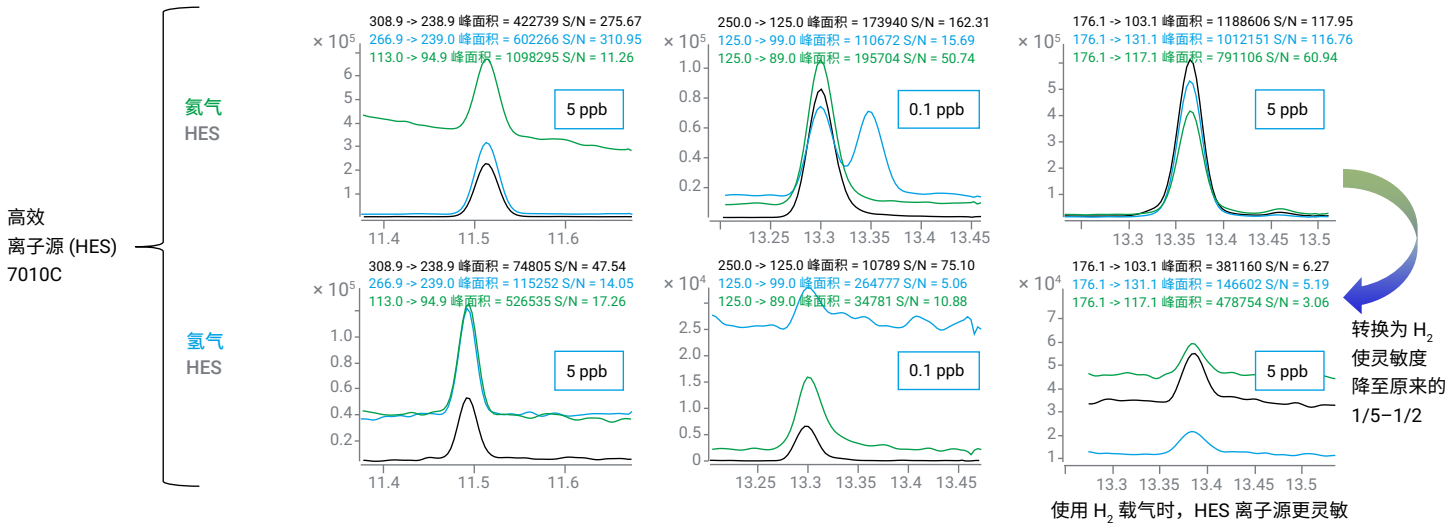 高效
离子源 (HES)
7010C
氦气
HES
308.9 -> 238.9 峰面积 = 422739 S/N = 275.67
266.9 -> 239.0 峰面积 = 602266 S/N = 310.95
113.0 -> 94.9 峰面积 = 1098295 S/N = 11.26
× 10⁵
6
5
4
3
2
1
5 ppb
11.4 11.5 11.6
250.0 -> 125.0 峰面积 = 173940 S/N = 162.31
125.0 -> 99.0 峰面积 = 110672 S/N = 15.69
125.0 -> 89.0 峰面积 = 195704 S/N = 50.74
× 10⁵
1.0
0.8
0.6
0.4
0.2
0.1 ppb
13.25 13.3 13.35 13.4 13.45
176.1 -> 103.1 峰面积 = 1188606 S/N = 117.95
176.1 -> 131.1 峰面积 = 1012151 S/N = 116.76
176.1 -> 117.1 峰面积 = 791106 S/N = 60.94
× 10⁵
5
4
3
2
1
5 ppb
13.3 13.35 13.4 13.45 13.5
氢气
HES
308.9 -> 238.9 峰面积 = 74805 S/N = 47.54
266.9 -> 239.0 峰面积 = 115252 S/N = 14.05
113.0 -> 94.9 峰面积 = 526535 S/N = 17.26
× 10⁵
1.0
0.8
0.6
0.4
0.2
5 ppb
11.4 11.5 11.6
250.0 -> 125.0 峰面积 = 10789 S/N = 75.10
125.0 -> 99.0 峰面积 = 264777 S/N = 5.06
125.0 -> 89.0 峰面积 = 34781 S/N = 10.88
× 10⁴
2.5
2.0
1.5
1.0
0.5
0
0.1 ppb
13.25 13.3 13.35 13.4 13.45
176.1 -> 103.1 峰面积 = 381160 S/N = 6.27
176.1 -> 131.1 峰面积 = 146602 S/N = 5.19
176.1 -> 117.1 峰面积 = 478754 S/N = 3.06
× 10⁴
7
5
4
3
2
1
5 ppb
13.3 13.35 13.4 13.45 13.5
转换为 H₂
使灵敏度
降至原来的
1/5–1/2
使用 H₂ 载气时，HES 离子源更灵敏